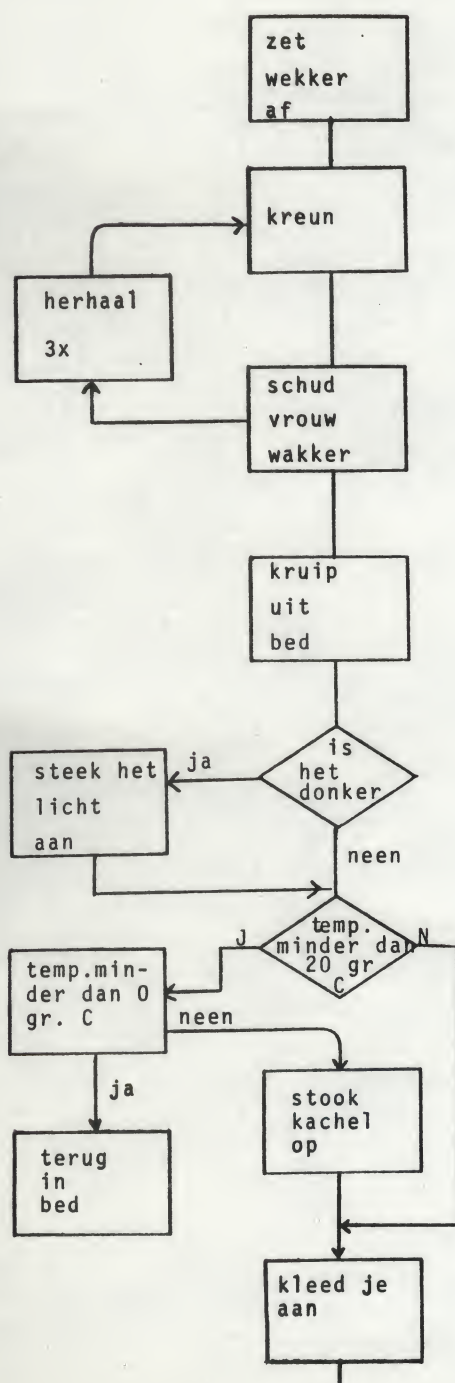 zet
wekker
af
kreun
herhaal
3x
schud
vrouw
wakker
kruip
uit
bed
is
het
donker
ja
steek het
licht
aan
neen
temp.
minder dan
20 gr
C
J
N
temp.min-
der dan 0
gr. C
neen
ja
stook
kachel
op
terug
in
bed
kleed je
aan